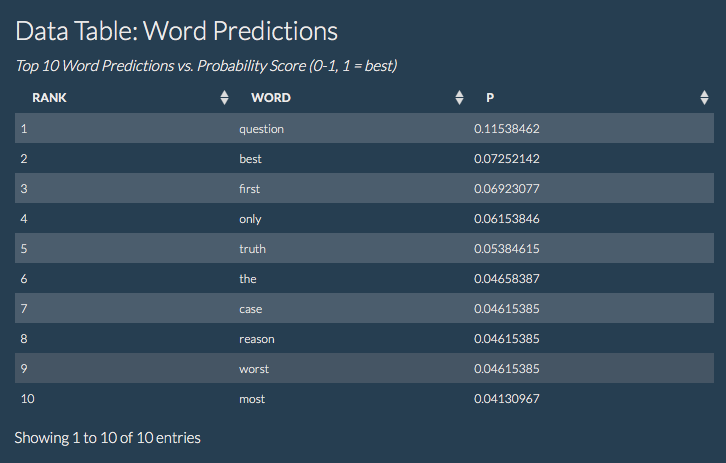 Data Table: Word Predictions
Top 10 Word Predictions vs. Probability Score (0-1, 1 = best)
RANK WORD P
1 question 0.11538462
2 best 0.07252142
3 first 0.06923077
4 only 0.06153846
5 truth 0.05384615
6 the 0.04658387
7 case 0.04615385
8 reason 0.04615385
9 worst 0.04615385
10 most 0.04130967
Showing 1 to 10 of 10 entries